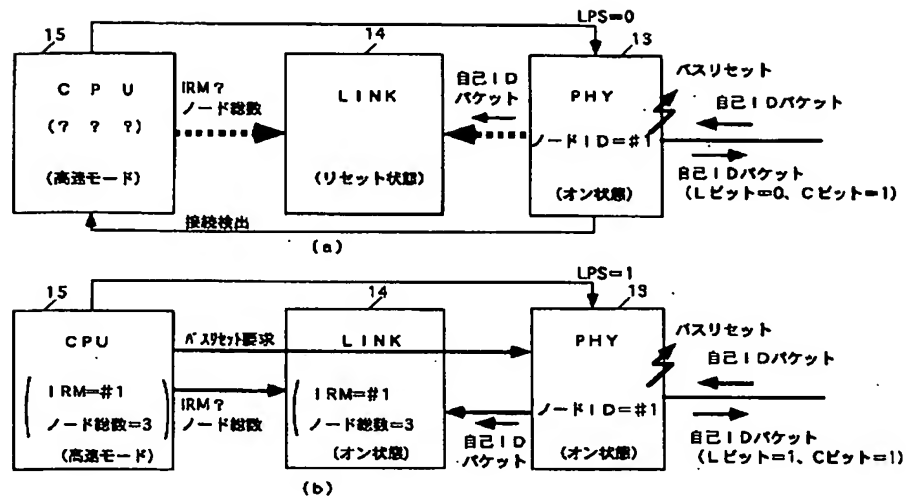 LPS=0
15
14
13
CPU
(???)
(高速モード)
IRM?
ノード総数
LINK
(リセット状態)
自己ID
パケット
PHY
ノードID=#1
(オン状態)
バスリセット
自己IDパケット
自己IDパケット
(Lビット=0、Cビット=1)
接続検出
(a)
LPS=1
15
14
13
CPU
IRM=#1
ノード総数=3
(高速モード)
バスリセット要求
IRM?
ノード総数
LINK
IRM=#1
ノード総数=3
(オン状態)
自己ID
パケット
PHY
ノードID=#1
(オン状態)
バスリセット
自己IDパケット
自己IDパケット
(Lビット=1、Cビット=1)
(b)